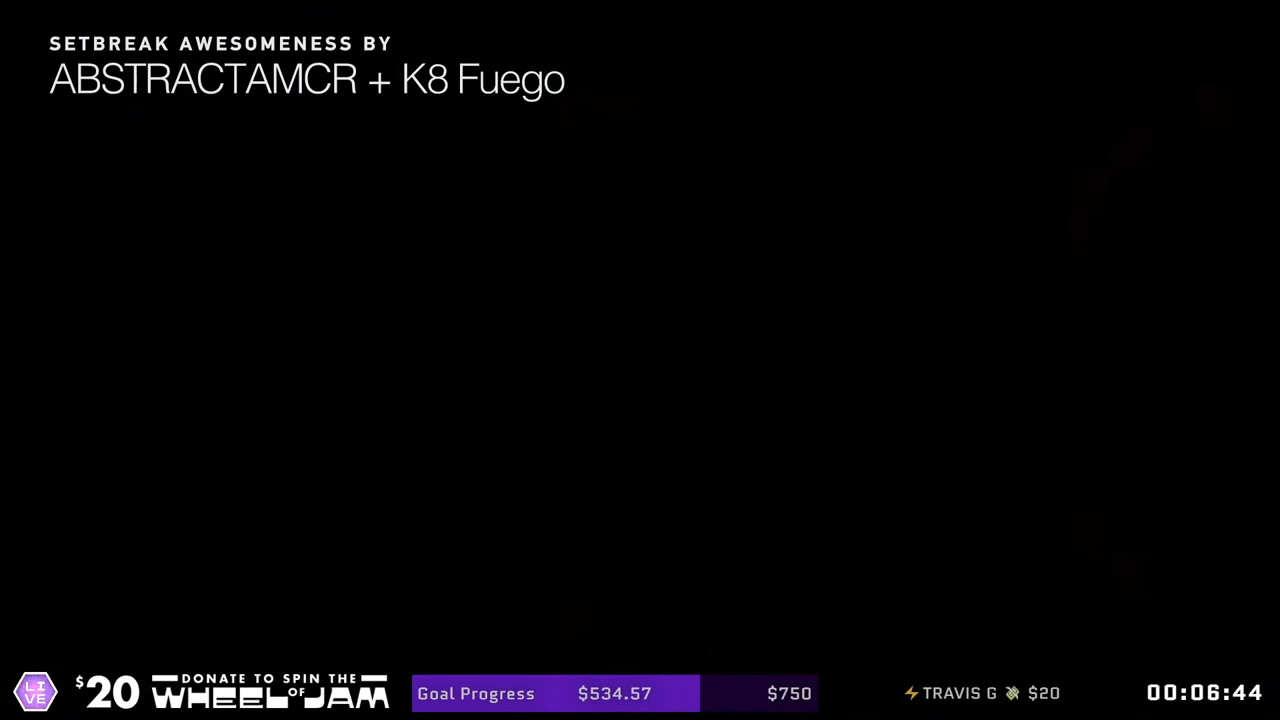 SETBREAK AWES0MENESS BY
ABSTRACTAMCR + K8 Fuego
LIVE
$20 DONATE TO SPIN THE
WHEEL OF JAM
Goal Progress $534.57 $750
TRAVIS G $20
00:06:44